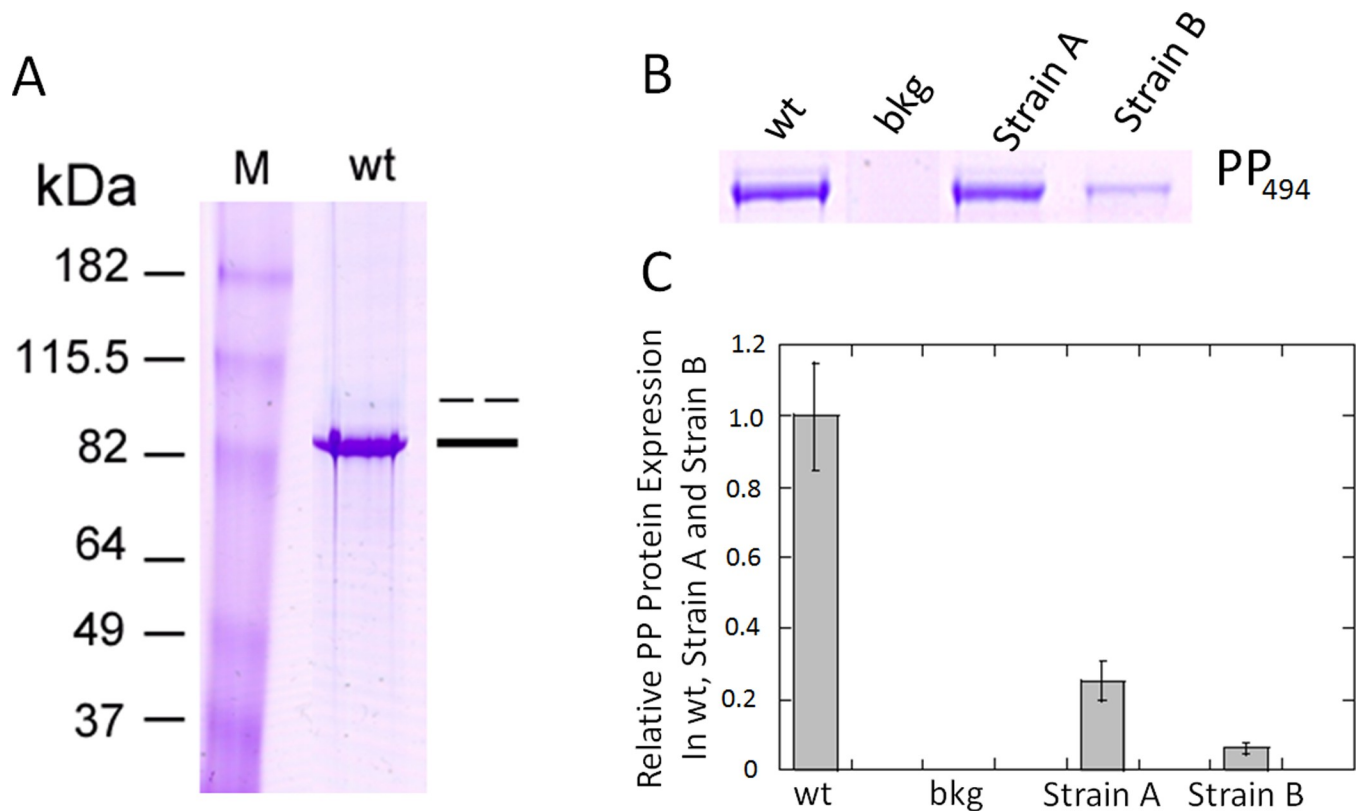 A
kDa
M
wt
182
115.5
82
64
49
37
B
wt
bkg
Strain A
Strain B
PP494
C
Relative PP Protein Expression
In wt, Strain A and Strain B
1.2
1.0
0.8
0.6
0.4
0.2
0
wt
bkg
Strain A
Strain B